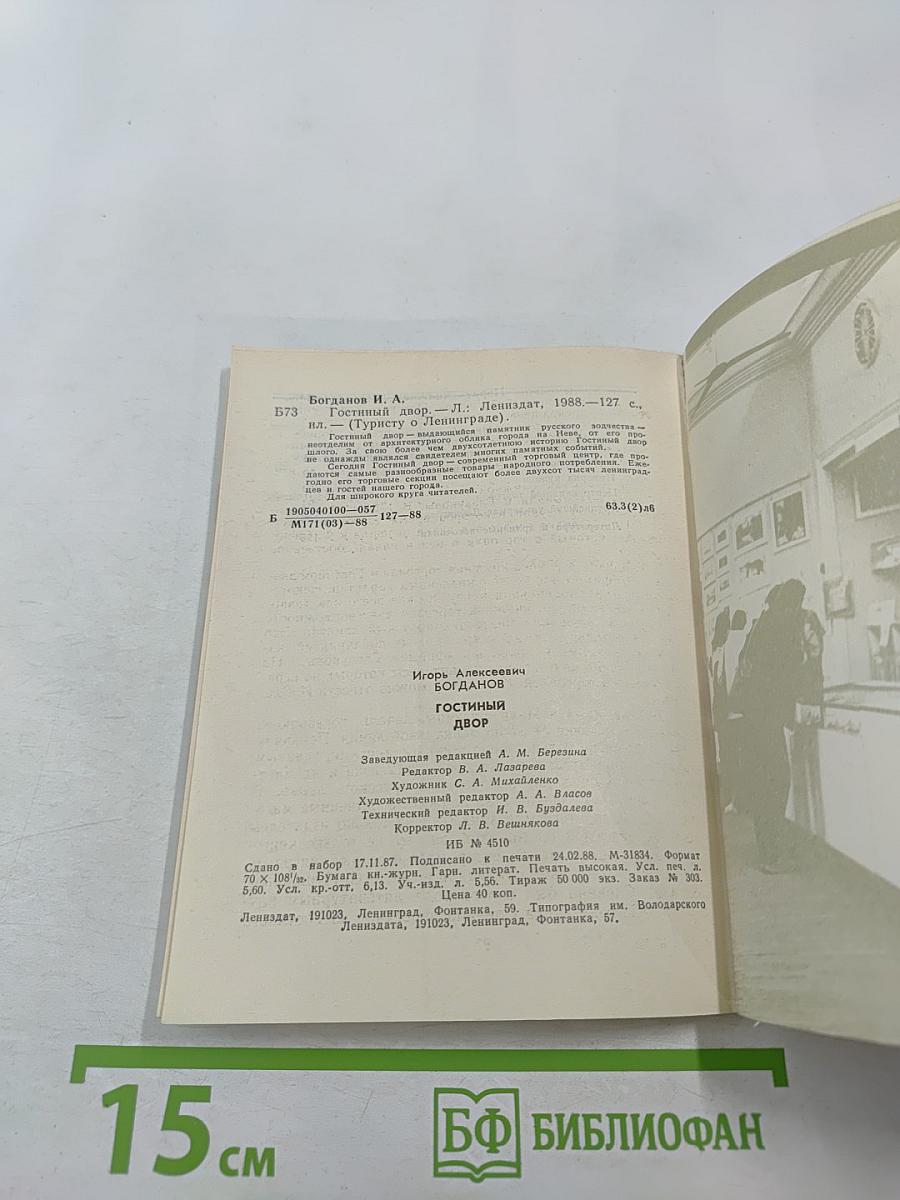 Богданов И. А.
Б73 Гостиный двор. — Л.: Лениздат, 1988.—127 с.,
ил. — (Туристу о Ленинграде).
Гостиный двор — выдающийся памятник русского зодчества —
неотделим от архитектурного облика города на Неве, от его про-
шлого. За свою более чем двухсотлетнюю историю Гостиный двор
не однажды являлся свидетелем многих памятных событий.
Сегодня Гостиный двор — современный торговый центр, где про-
даются самые разнообразные товары народного потребления. Еже-
годно его торговые секции посещают более двухсот тысяч ленинград-
цев и гостей нашего города.
Для широкого круга читателей.
Б 1905040100—057
М171(03)—88 127—88 63.3(2)л6
Игорь Алексеевич
БОГДАНОВ
ГОСТИНЫЙ
ДВОР
Заведующая редакцией А. М. Березина
Редактор В. А. Лазарева
Художник С. А. Михайленко
Художественный редактор А. А. Власов
Технический редактор И. В. Буздалева
Корректор Л. В. Вешнякова
ИБ № 4510
Сдано в набор 17.11.87. Подписано к печати 24.02.88. М-31834. Формат
70 × 108¹/₃₂. Бумага кн.-журн. Гарн. литерат. Печать высокая. Усл. печ. л.
5,60. Усл. кр.-отт. 6,13. Уч.-изд. л. 5,56. Тираж 50 000 экз. Заказ № 303.
Цена 40 коп.
Лениздат, 191023, Ленинград, Фонтанка, 59. Типография им. Володарского
Лениздата, 191023, Ленинград, Фонтанка, 57.
15 см
БФ БИБЛИОФАН